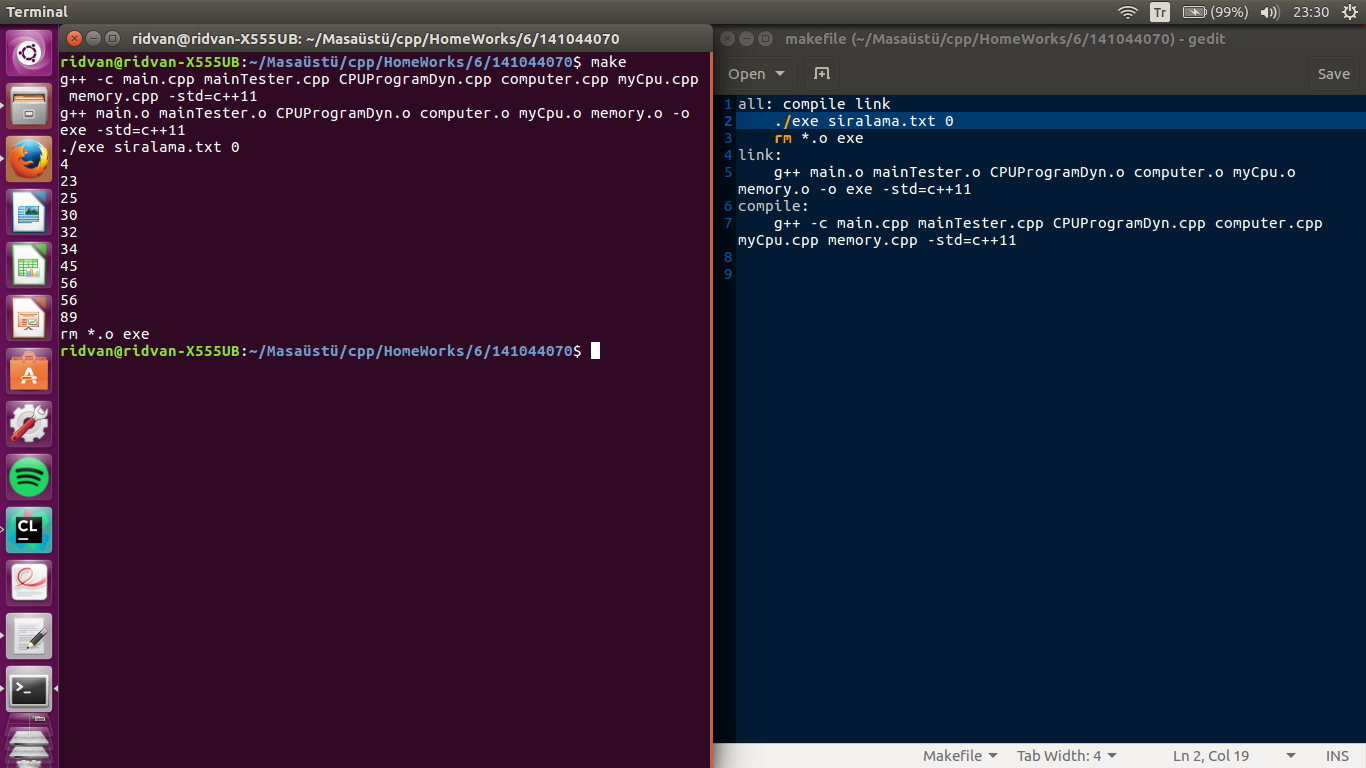 Terminal
Tr
(99%)
23:30
ridvan@ridvan-X555UB: ~/Masaüstü/cpp/HomeWorks/6/141044070
ridvan@ridvan-X555UB:~/Masaüstü/cpp/HomeWorks/6/141044070$ make
g++ -c main.cpp mainTester.cpp CPUProgramDyn.cpp computer.cpp myCpu.cpp
memory.cpp -std=c++11
g++ main.o mainTester.o CPUProgramDyn.o computer.o myCpu.o memory.o -o
exe -std=c++11
./exe siralama.txt 0
4
23
25
30
32
34
45
56
56
89
rm *.o exe
ridvan@ridvan-X555UB:~/Masaüstü/cpp/HomeWorks/6/141044070$
makefile (~/Masaüstü/cpp/HomeWorks/6/141044070) - gedit
Open
Save
1 all: compile link
2 ./exe siralama.txt 0
3 rm *.o exe
4 link:
5 g++ main.o mainTester.o CPUProgramDyn.o computer.o myCpu.o
memory.o -o exe -std=c++11
6 compile:
7 g++ -c main.cpp mainTester.cpp CPUProgramDyn.cpp computer.cpp
myCpu.cpp memory.cpp -std=c++11
8
9
Makefile
Tab Width: 4
Ln 2, Col 19
INS
CL
>_